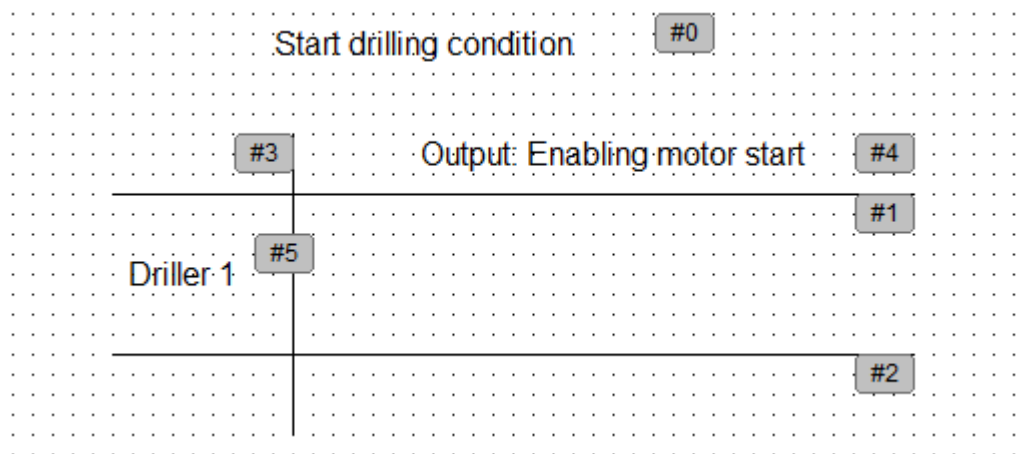 Start drilling condition #0
#3 Output: Enabling motor start #4
#1
Driller 1 #5
#2